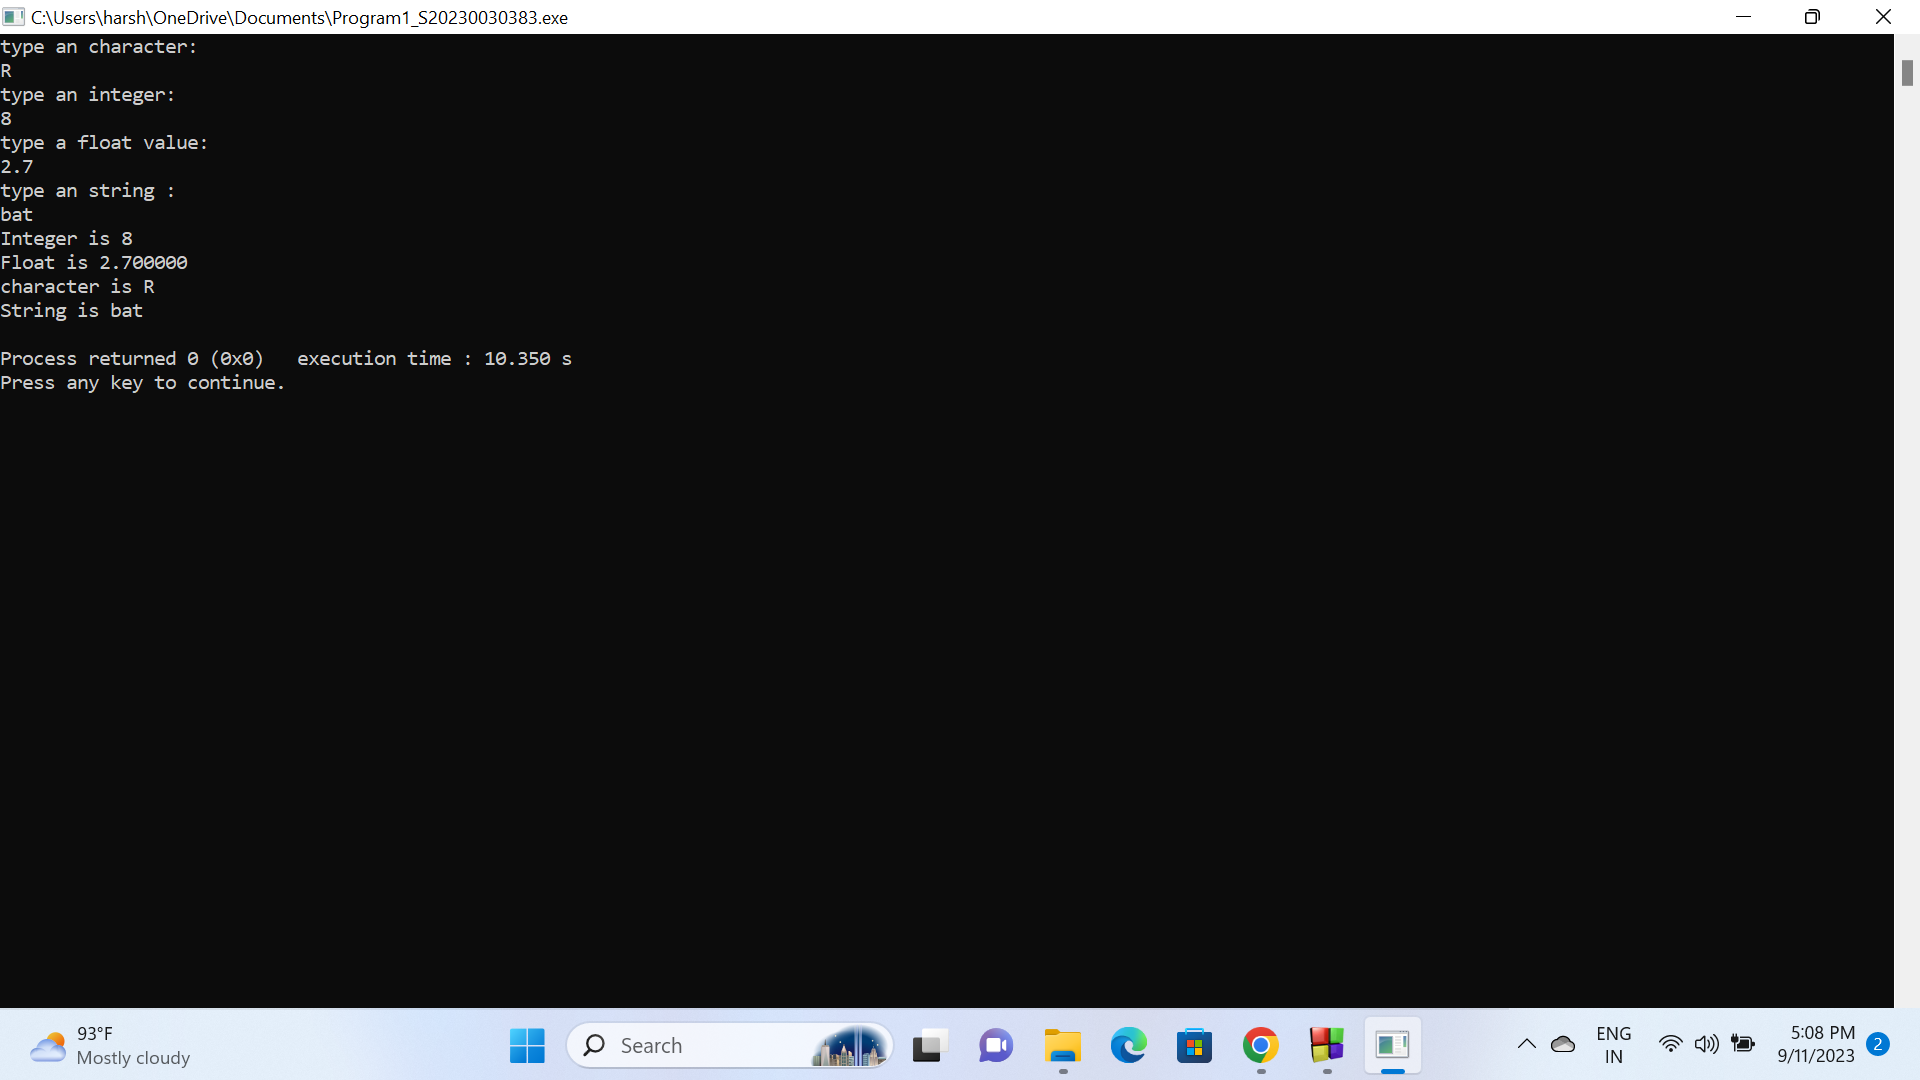 C:\Users\harsh\OneDrive\Documents\Program1_S20230030383.exe
type an character:
R
type an integer:
8
type a float value:
2.7
type an string :
bat
Integer is 8
Float is 2.700000
character is R
String is bat
Process returned 0 (0x0)   execution time : 10.350 s
Press any key to continue.
93°F
Mostly cloudy
Search
ENG
IN
5:08 PM
9/11/2023
2